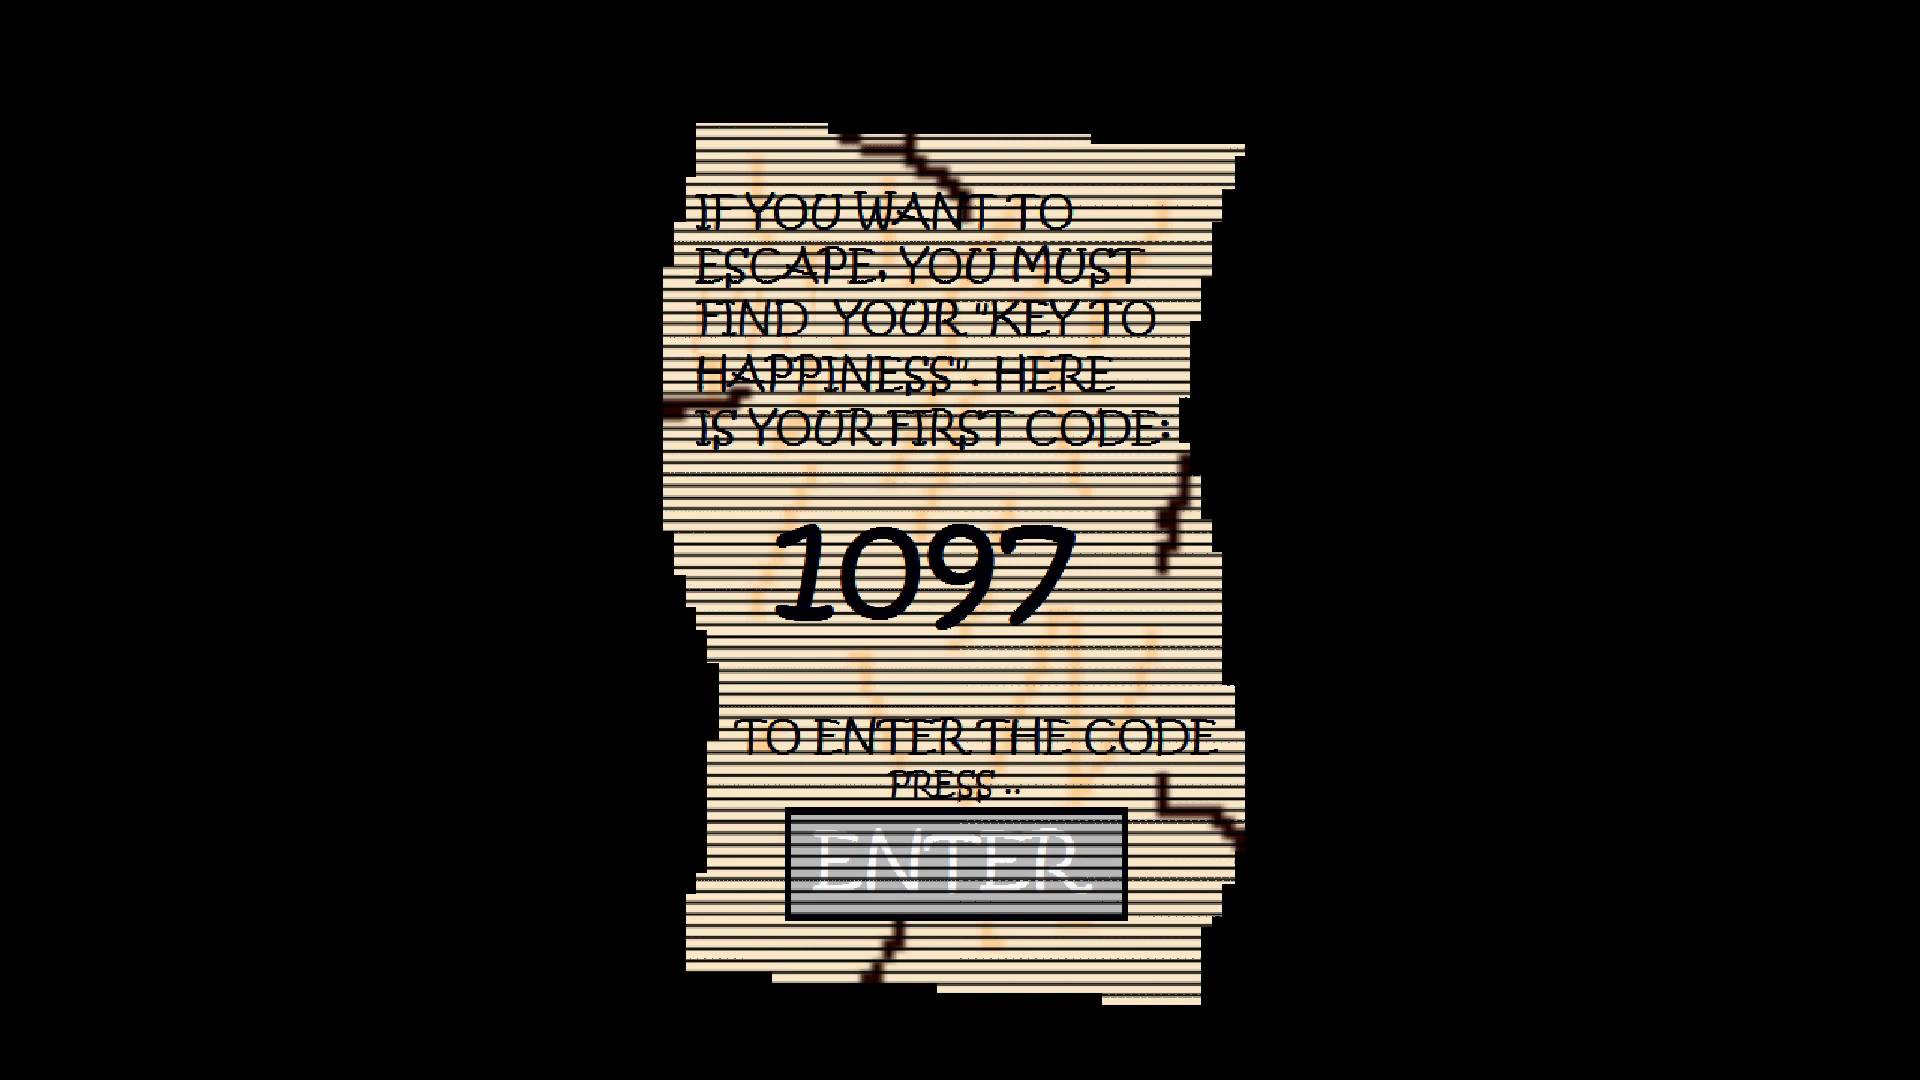 IF YOU WANT TO
ESCAPE, YOU MUST
FIND YOUR "KEY TO
HAPPINESS". HERE
IS YOUR FIRST CODE:
1097
TO ENTER THE CODE
PRESS ..
ENTER